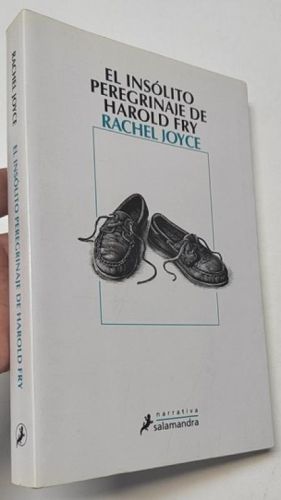 RACHEL JOYCE
EL INSÓLITO PEREGRINAJE DE HAROLD FRY
EL INSÓLITO
PEREGRINAJE DE
HAROLD FRY
RACHEL JOYCE
narrativa
salamandra